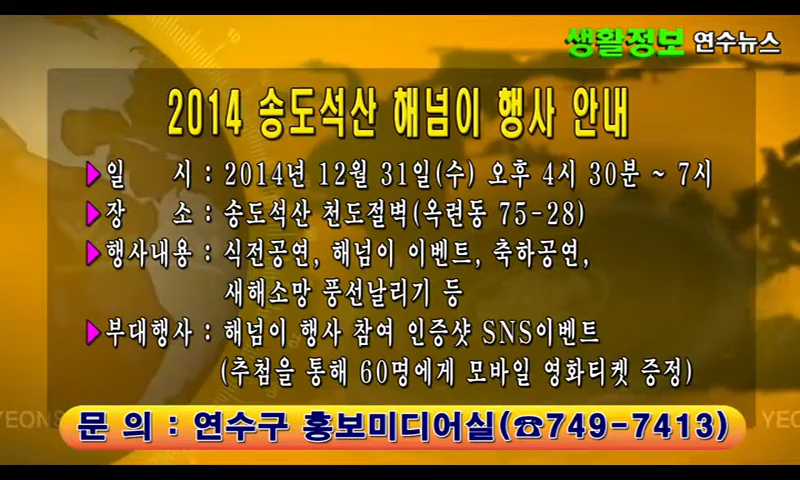 생활정보 연수뉴스
2014 송도석산 해넘이 행사 안내
▶일 시 : 2014년 12월 31일(수) 오후 4시 30분 ~ 7시
▶장 소 : 송도석산 천도절벽(옥련동 75-28)
▶행사내용 : 식전공연, 해넘이 이벤트, 축하공연,
새해소망 풍선날리기 등
▶부대행사 : 해넘이 행사 참여 인증샷 SNS이벤트
(추첨을 통해 60명에게 모바일 영화티켓 증정)
문 의 : 연수구 홍보미디어실(☎749-7413)